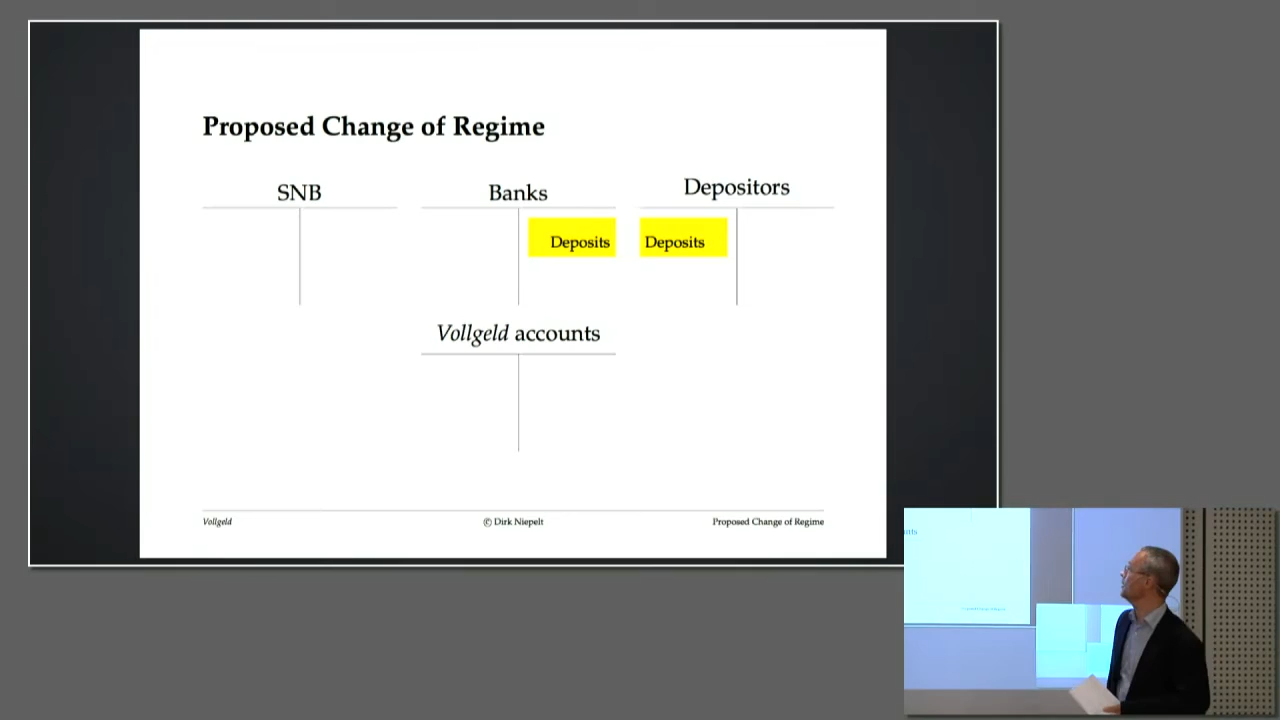 Proposed Change of Regime
SNB
Banks
Depositors
Deposits
Deposits
Vollgeld accounts
Vollgeld
© Dirk Niepelt
Proposed Change of Regime